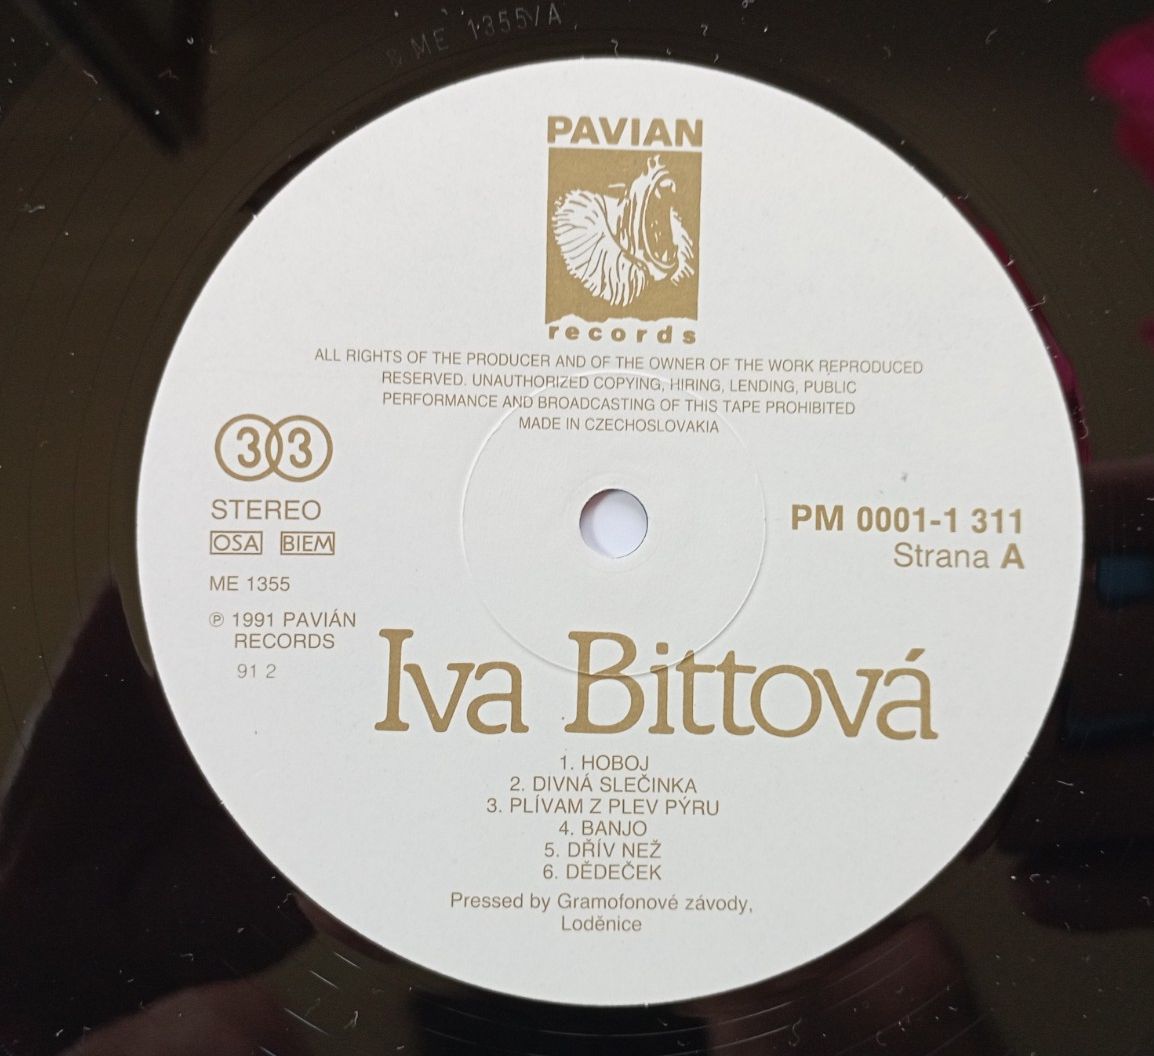 ME 1355/A
PAVIAN
records
ALL RIGHTS OF THE PRODUCER AND OF THE OWNER OF THE WORK REPRODUCED
RESERVED. UNAUTHORIZED COPYING, HIRING, LENDING, PUBLIC
PERFORMANCE AND BROADCASTING OF THIS TAPE PROHIBITED
MADE IN CZECHOSLOVAKIA
33
STEREO
OSA BIEM
ME 1355
℗ 1991 PAVIÁN
RECORDS
91 2
PM 0001-1 311
Strana A
Iva Bittová
1. HOBOJ
2. DIVNÁ SLEČINKA
3. PLÍVAM Z PLEV PÝRU
4. BANJO
5. DŘÍV NEŽ
6. DĚDEČEK
Pressed by Gramofonové závody,
Loděnice